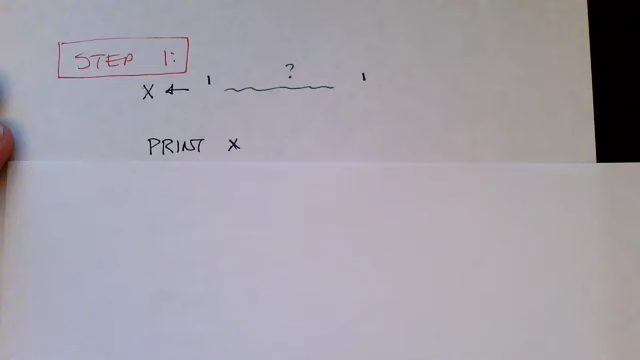 STEP 1:
X ← ' ? '
PRINT X